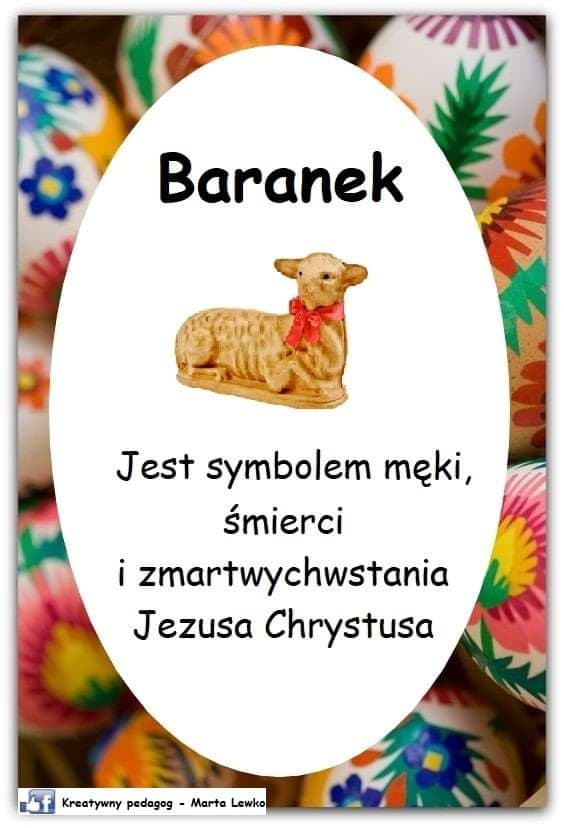 Baranek
Jest symbolem męki,
śmierci
i zmartwychwstania
Jezusa Chrystusa
Kreatywny pedagog - Marta Lewko